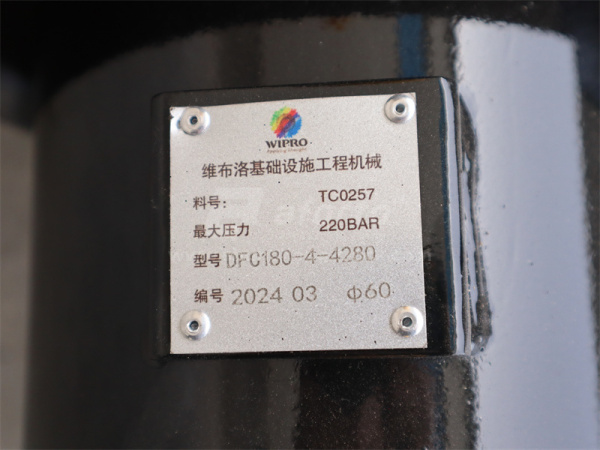 WIPRO
维布洛基础设施工程机械
料号: TC0257
最大压力 220BAR
型号 DFC180-4-4280
编号 2024 03 Φ60